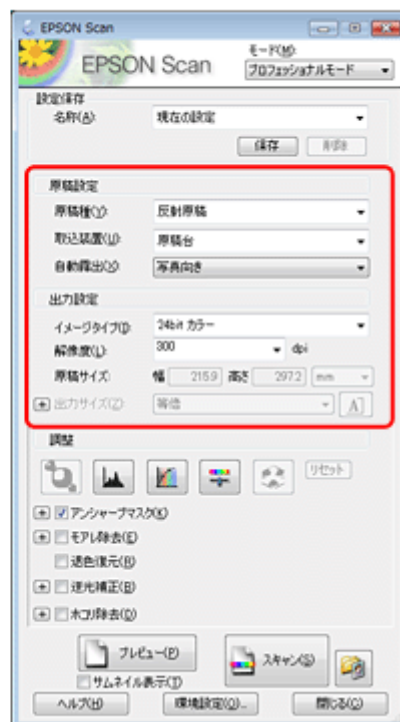 EPSON Scan
EPSON Scan
モード(M):
プロフェッショナルモード
設定保存
名称(A):
現在の設定
保存
削除
原稿設定
原稿種(Y):
反射原稿
取込装置(U):
原稿台
自動露出(X):
写真向き
出力設定
イメージタイプ(I):
24bit カラー
解像度(L):
300
dpi
原稿サイズ:
幅
215.9
高さ
297.2
mm
出力サイズ(Z):
等倍
A
調整
リセット
アンシャープマスク(K)
モアレ除去(E)
退色復元(R)
逆光補正(B)
ホコリ除去(D)
プレビュー(P)
スキャン(S)
サムネイル表示(T)
ヘルプ(H)
環境設定(O)...
閉じる(C)